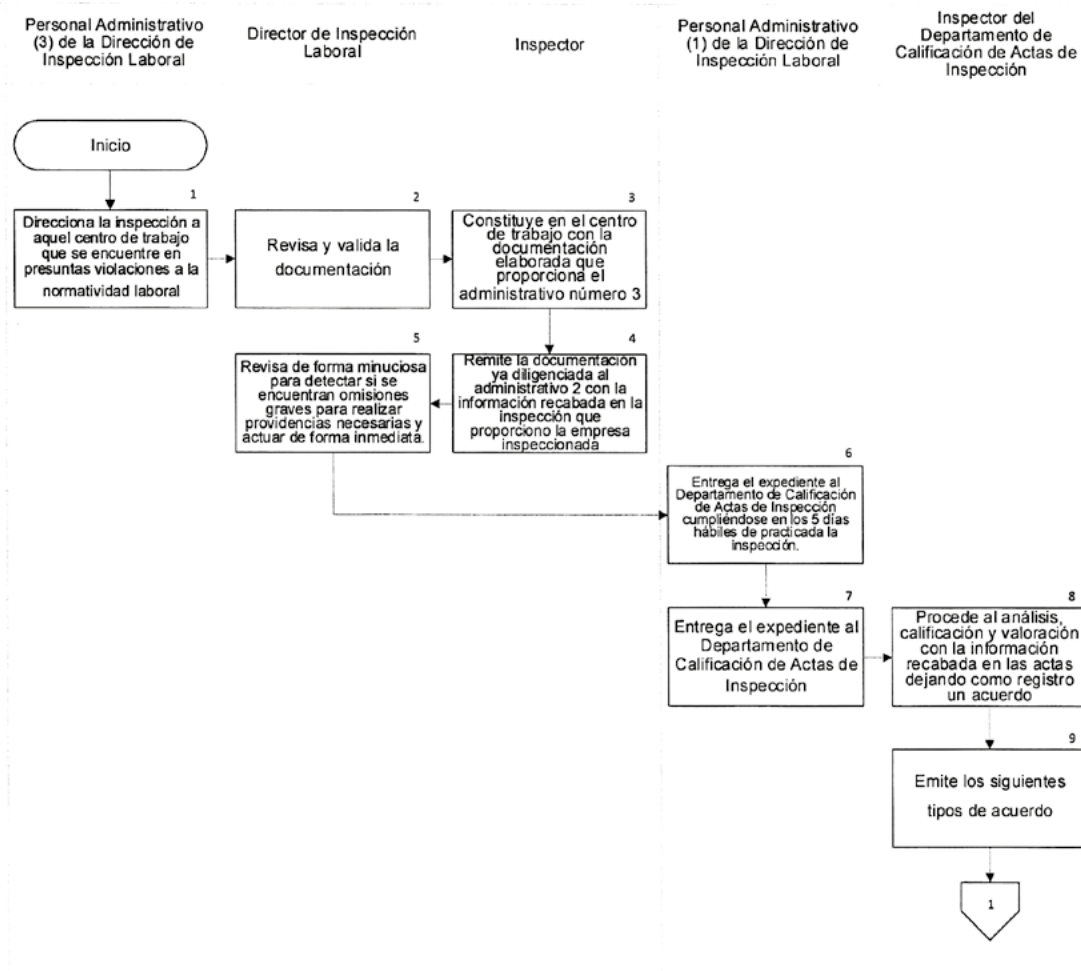 Personal Administrativo
(3) de la Dirección de
Inspección Laboral
Director de Inspección
Laboral
Inspector
Personal Administrativo
(1) de la Dirección de
Inspección Laboral
Inspector del
Departamento de
Calificación de Actas de
Inspección
Inicio
1
Direcciona la inspección a
aquel centro de trabajo
que se encuentre en
presuntas violaciones a la
normatividad laboral
2
Revisa y valida la
documentación
3
Constituye en el centro
de trabajo con la
documentación
elaborada que
proporciona el
administrativo número 3
4
Remite la documentación
ya diligenciada al
administrativo 2 con la
información recabada en la
inspección que
proporciono la empresa
inspeccionada
5
Revisa de forma minuciosa
para detectar si se
encuentran omisiones
graves para realizar
providencias necesarias y
actuar de forma inmediata.
6
Entrega el expediente al
Departamento de Calificación
de Actas de Inspección
cumpliéndose en los 5 días
hábiles de practicada la
inspección.
7
Entrega el expediente al
Departamento de
Calificación de Actas de
Inspección
8
Procede al análisis,
calificación y valoración
con la información
recabada en las actas
dejando como registro
un acuerdo
9
Emite los siguientes
tipos de acuerdo
1